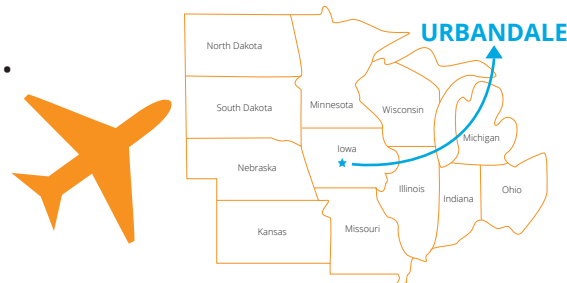 URBANDALE
North Dakota
Minnesota
South Dakota
Wisconsin
Michigan
Iowa
Nebraska
Illinois
Indiana
Ohio
Kansas
Missouri